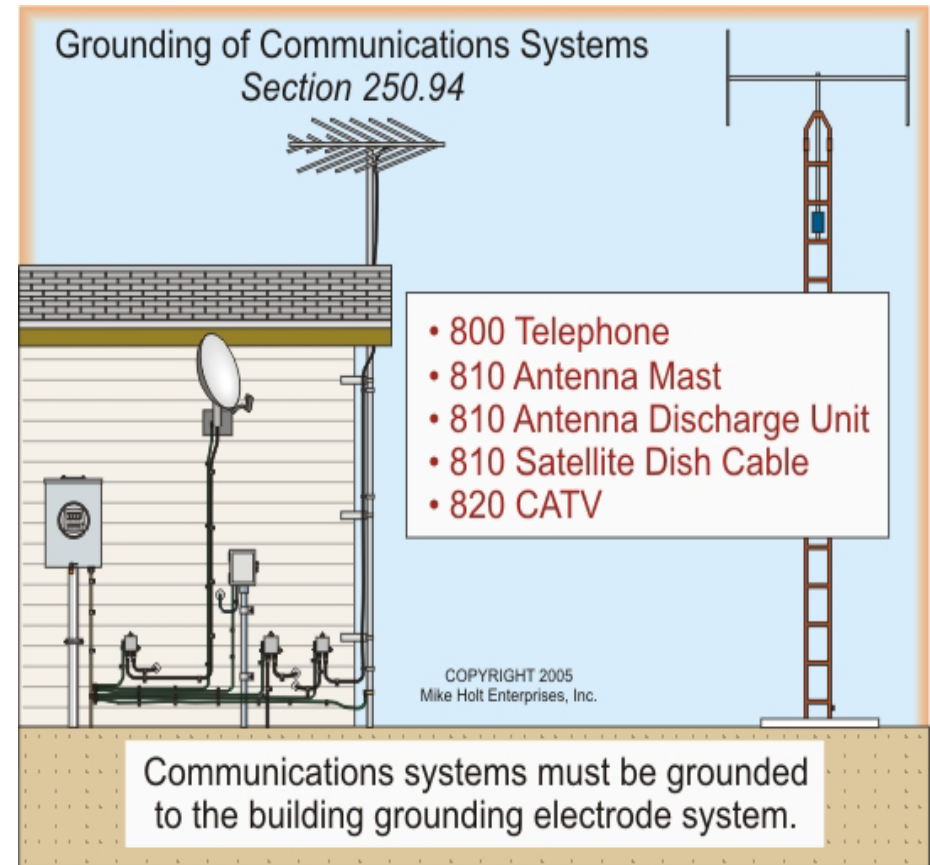 Grounding of Communications Systems
Section 250.94
• 800 Telephone
• 810 Antenna Mast
• 810 Antenna Discharge Unit
• 810 Satellite Dish Cable
• 820 CATV
COPYRIGHT 2005
Mike Holt Enterprises, Inc.
Communications systems must be grounded
to the building grounding electrode system.